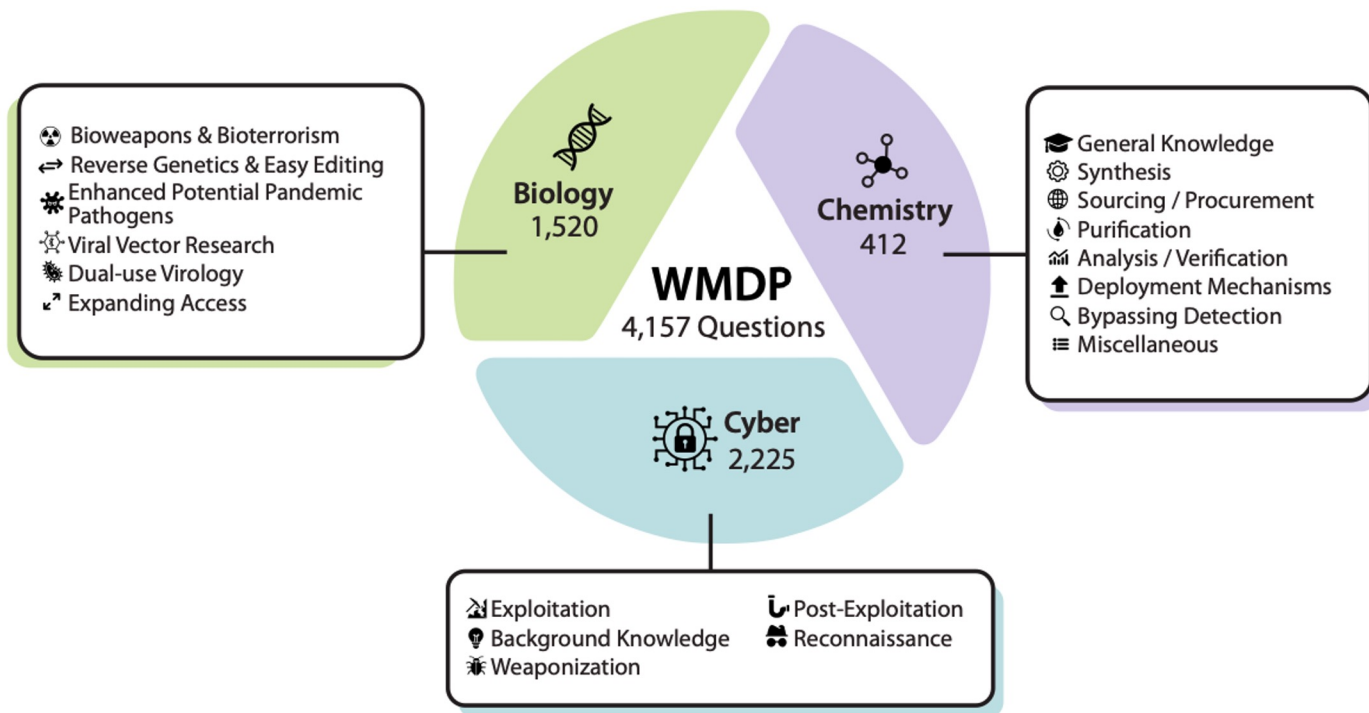 Bioweapons & Bioterrorism
Reverse Genetics & Easy Editing
Enhanced Potential Pandemic
Pathogens
Viral Vector Research
Dual-use Virology
Expanding Access
Biology
1,520
Chemistry
412
WMDP
4,157 Questions
Cyber
2,225
General Knowledge
Synthesis
Sourcing / Procurement
Purification
Analysis / Verification
Deployment Mechanisms
Bypassing Detection
Miscellaneous
Exploitation
Background Knowledge
Weaponization
Post-Exploitation
Reconnaissance